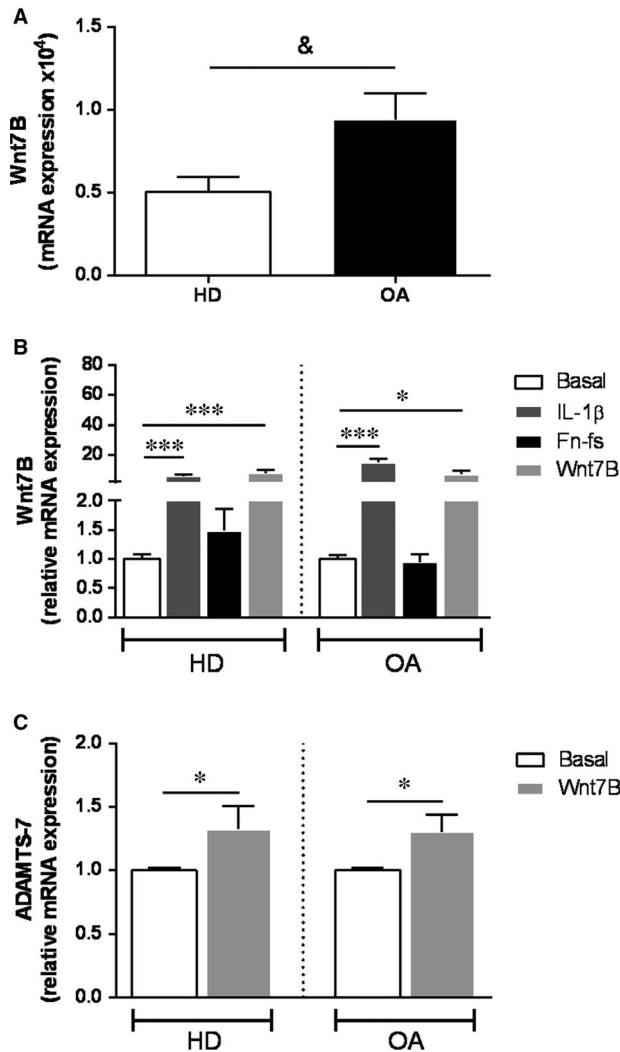 A
Wnt7B
(mRNA expression x10⁴)
1.5
1.0
0.5
0.0
&
HD
OA
B
Wnt7B
(relative mRNA expression)
80
60
40
20
2.0
1.5
1.0
0.5
0.0
***
***
*
***
HD
OA
Basal
IL-1β
Fn-fs
Wnt7B
C
ADAMTS-7
(relative mRNA expression)
2.0
1.5
1.0
0.5
0.0
*
*
HD
OA
Basal
Wnt7B